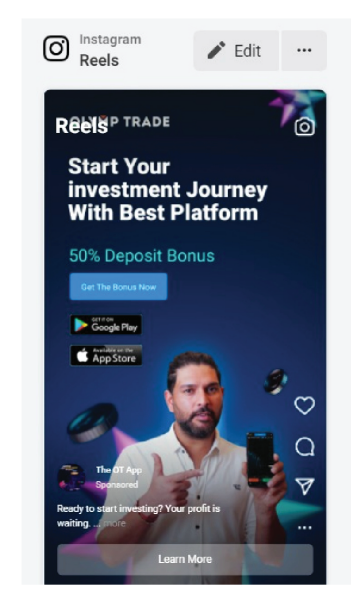 Instagram
Reels
Edit
OLYMP TRADE
Reels
Start Your
investment Journey
With Best Platform
50% Deposit Bonus
Get The Bonus Now
GET IT ON
Google Play
Available on the
App Store
The OT App
Sponsored
Ready to start investing? Your profit is
waiting. ... more
Learn More